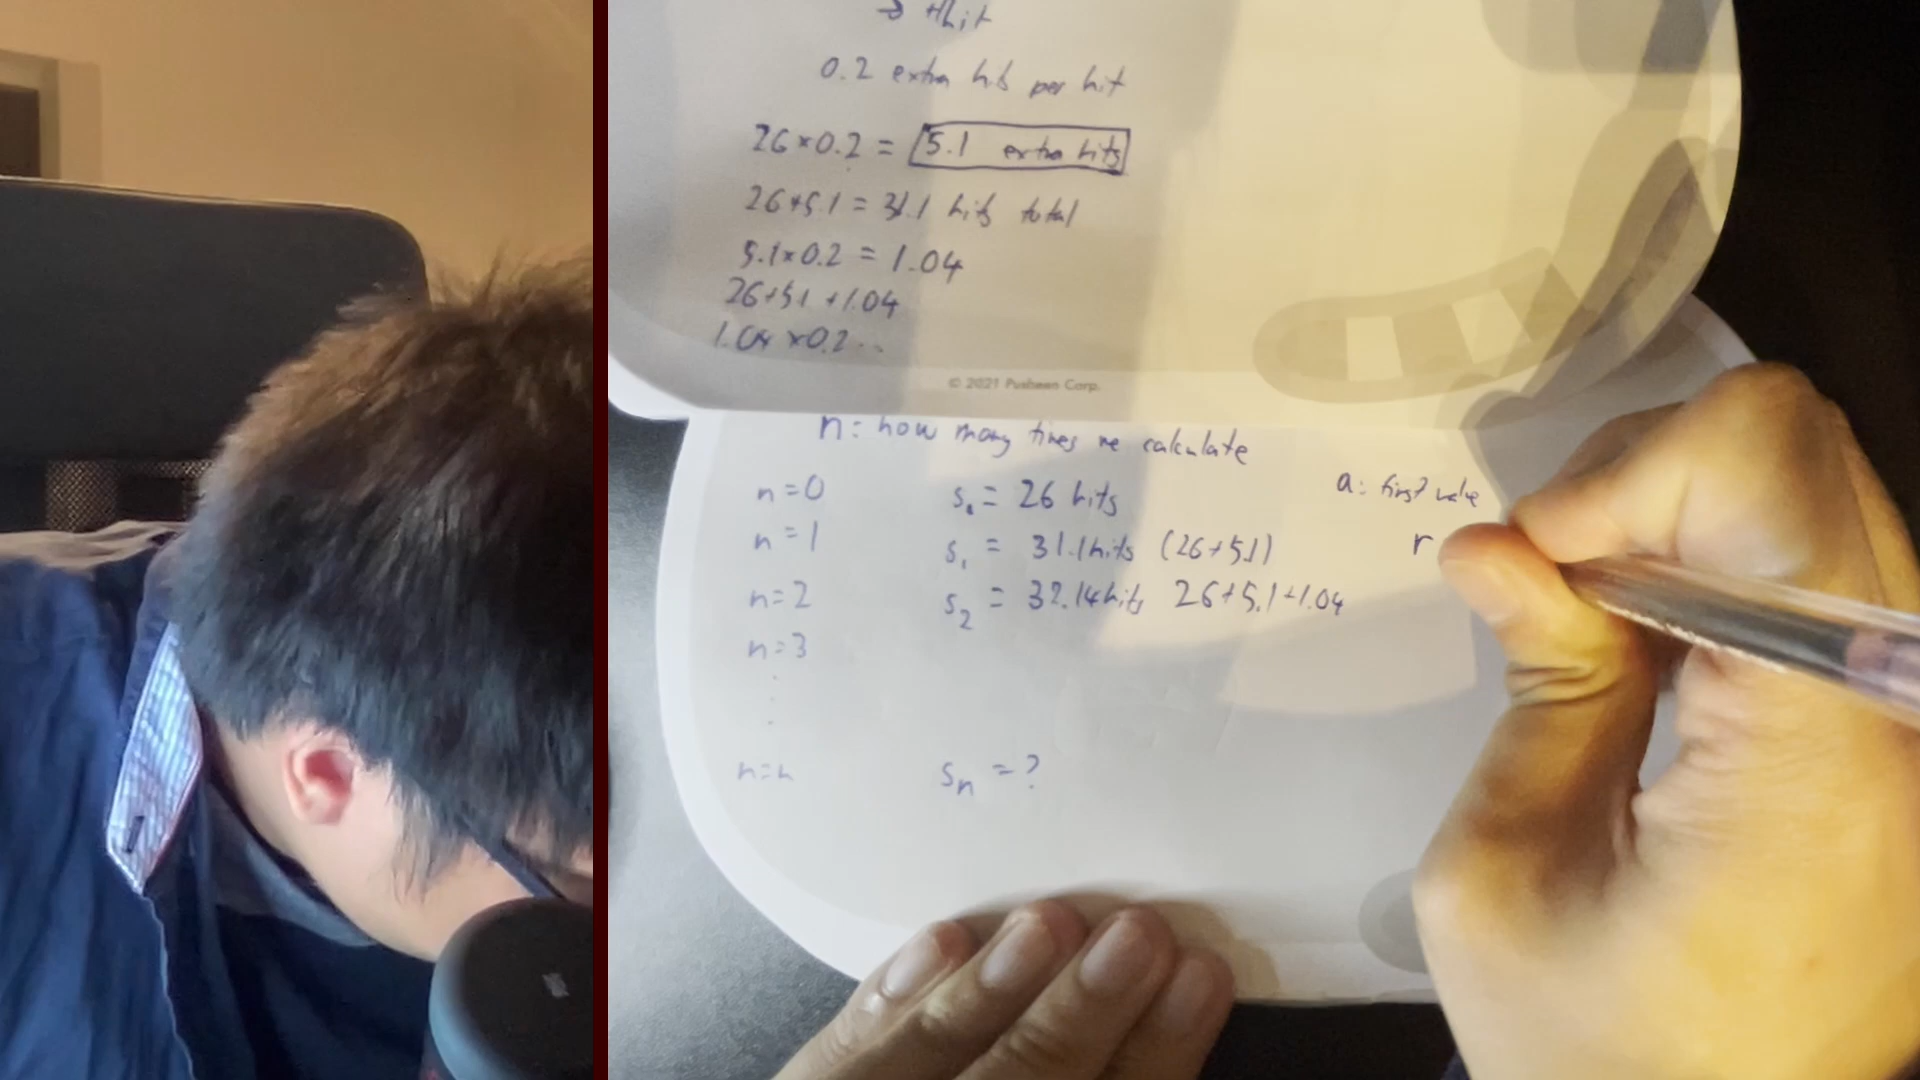 → +hit
0.2 extra hits per hit
26×0.2 = 5.1 extra hits
26+5.1 = 31.1 hits total
5.1×0.2 = 1.04
26+5.1+1.04
1.04 ×0.2...
© 2021 Pusheen Corp.
n: how many times we calculate
a: first value
n=0 s₀ = 26 hits
n=1 s₁ = 31.1 hits (26+5.1) r
n=2 s₂ = 32.14 hits 26+5.1+1.04
n=3
n=n sₙ = ?